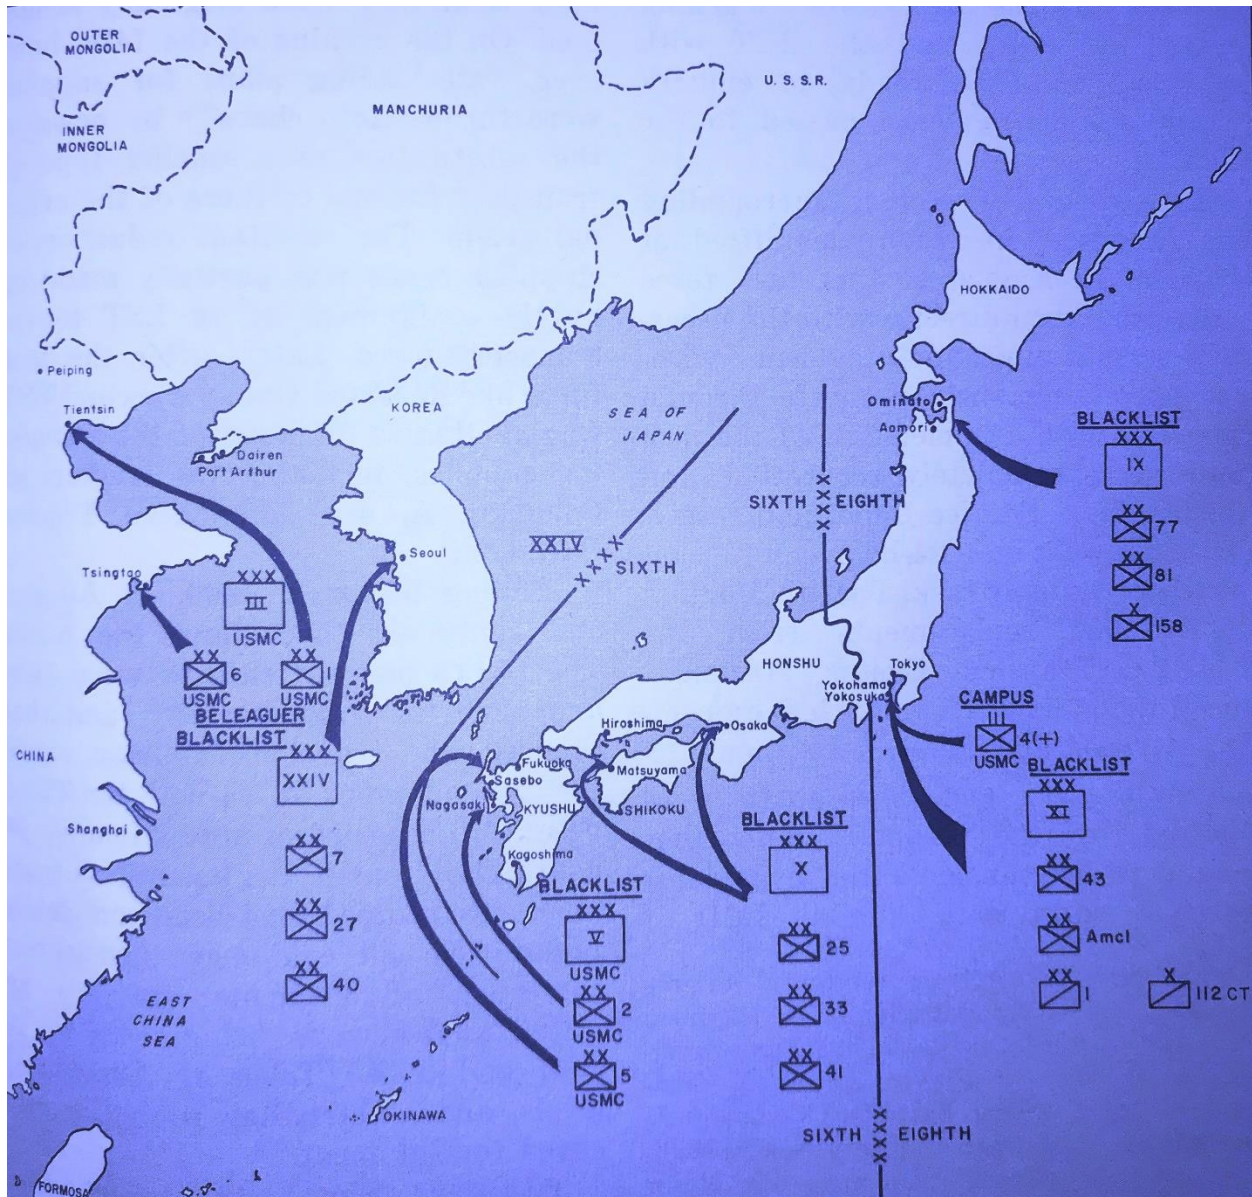 OUTER
MONGOLIA
INNER
MONGOLIA
MANCHURIA
U.S.S.R.
HOKKAIDO
Peiping
Tientsin
Dairen
Port Arthur
KOREA
SEA OF
JAPAN
Ominato
Aomori
BLACKLIST
XXX
IX
XX
77
XX
81
X
158
SIXTH
XXXX
EIGHTH
XXIV
XXXX
SIXTH
Seoul
Tsingtao
XXX
III
USMC
XX
6
USMC
XX
1
USMC
BELEAGUER
BLACKLIST
XXX
XXIV
XX
7
XX
27
XX
40
CHINA
Shanghai
EAST
CHINA
SEA
FORMOSA
OKINAWA
HONSHU
Tokyo
Yokohama
Yokosuka
Hiroshima
Osaka
Matsuyama
SHIKOKU
Fukuoka
Sasebo
Nagasaki
KYUSHU
Kagoshima
BLACKLIST
XXX
V
USMC
XX
2
USMC
XX
5
USMC
BLACKLIST
XXX
X
XX
25
XX
33
XX
41
CAMPUS
III
4(+)
USMC
BLACKLIST
XXX
XI
XX
43
XX
Amcl
XX
1
X
112 CT
SIXTH
XXXX
EIGHTH